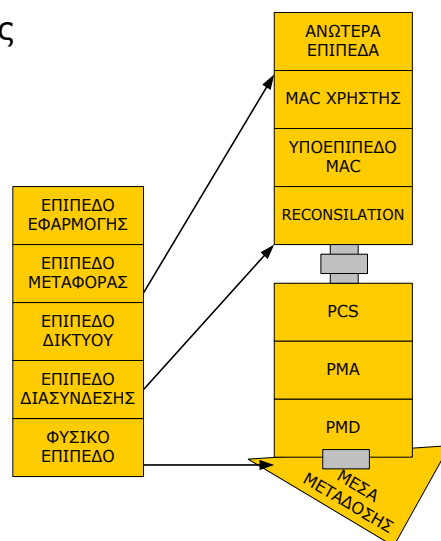 ς
ΑΝΩΤΕΡΑ
ΕΠΙΠΕΔΑ
MAC ΧΡΗΣΤΗΣ
ΥΠΟΕΠΙΠΕΔΟ
MAC
RECONSILATION
ΕΠΙΠΕΔΟ
ΕΦΑΡΜΟΓΗΣ
ΕΠΙΠΕΔΟ
ΜΕΤΑΦΟΡΑΣ
ΕΠΙΠΕΔΟ
ΔΙΚΤΥΟΥ
ΕΠΙΠΕΔΟ
ΔΙΑΣΥΝΔΕΣΗΣ
ΦΥΣΙΚΟ
ΕΠΙΠΕΔΟ
PCS
PMA
PMD
ΜΕΣΑ
ΜΕΤΑΔΟΣΗΣ